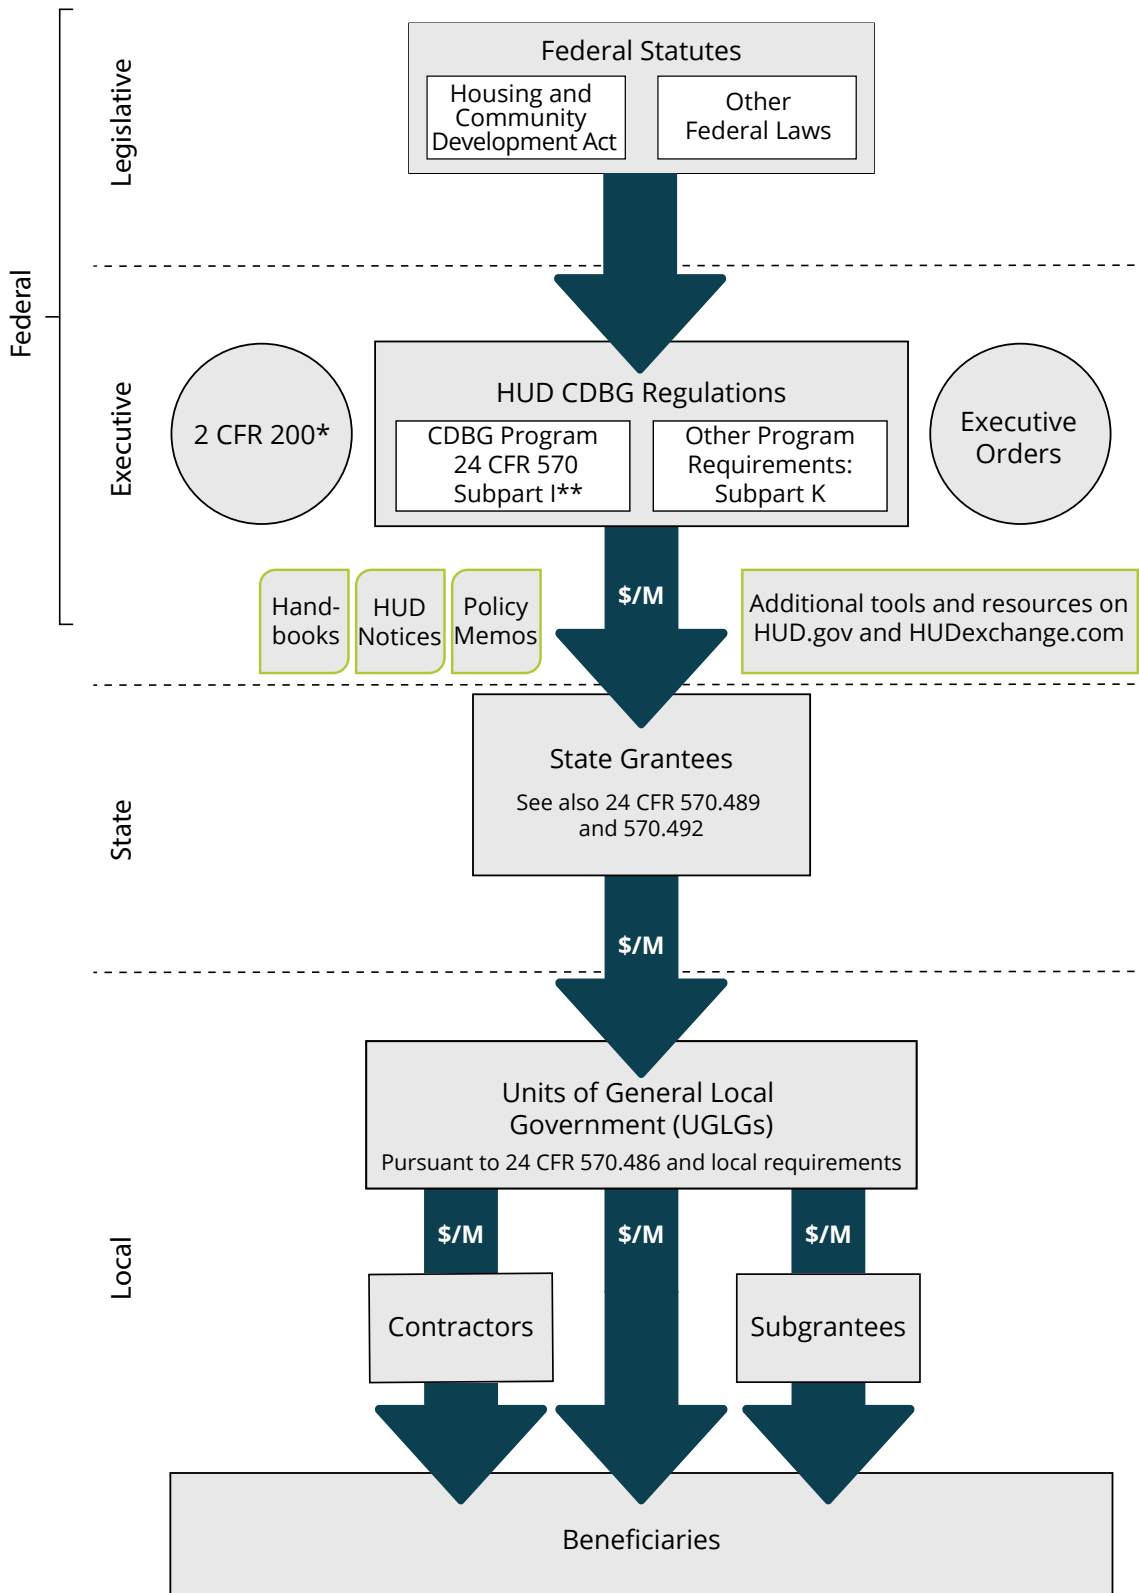 Federal
Legislative
Federal Statutes
Housing and
Community
Development Act
Other
Federal Laws
Executive
2 CFR 200*
HUD CDBG Regulations
CDBG Program
24 CFR 570
Subpart I**
Other Program
Requirements:
Subpart K
Executive
Orders
Hand-
books
HUD
Notices
Policy
Memos
$/M
Additional tools and resources on
HUD.gov and HUDexchange.com
State
State Grantees
See also 24 CFR 570.489
and 570.492
$/M
Local
Units of General Local
Government (UGLGs)
Pursuant to 24 CFR 570.486 and local requirements
$/M
$/M
$/M
Contractors
Subgrantees
Beneficiaries